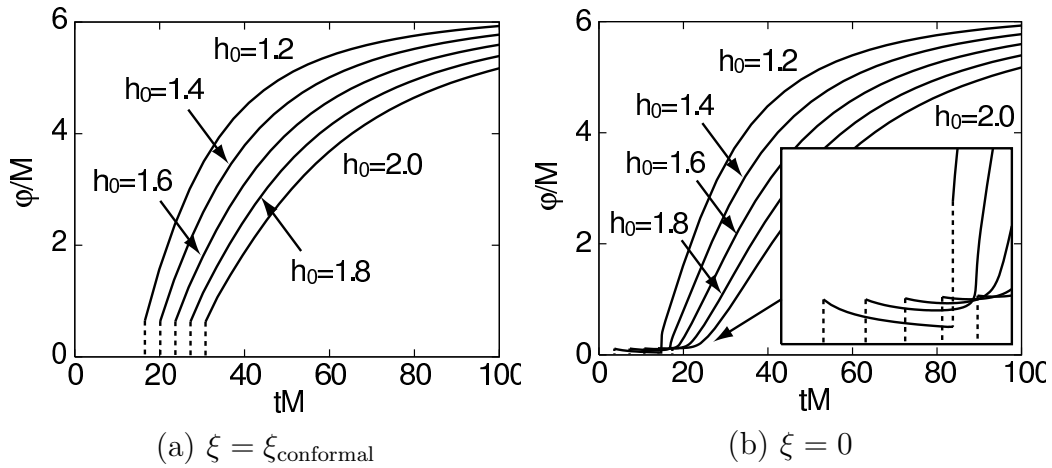 6
4
2
0
φ/M
h₀=1.2
h₀=1.4
h₀=1.6
h₀=2.0
h₀=1.8
0 20 40 60 80 100
tM
(a) ξ = ξ_conformal
6
4
2
0
φ/M
h₀=1.2
h₀=1.4
h₀=2.0
h₀=1.6
h₀=1.8
0 20 40 60 80 100
tM
(b) ξ = 0